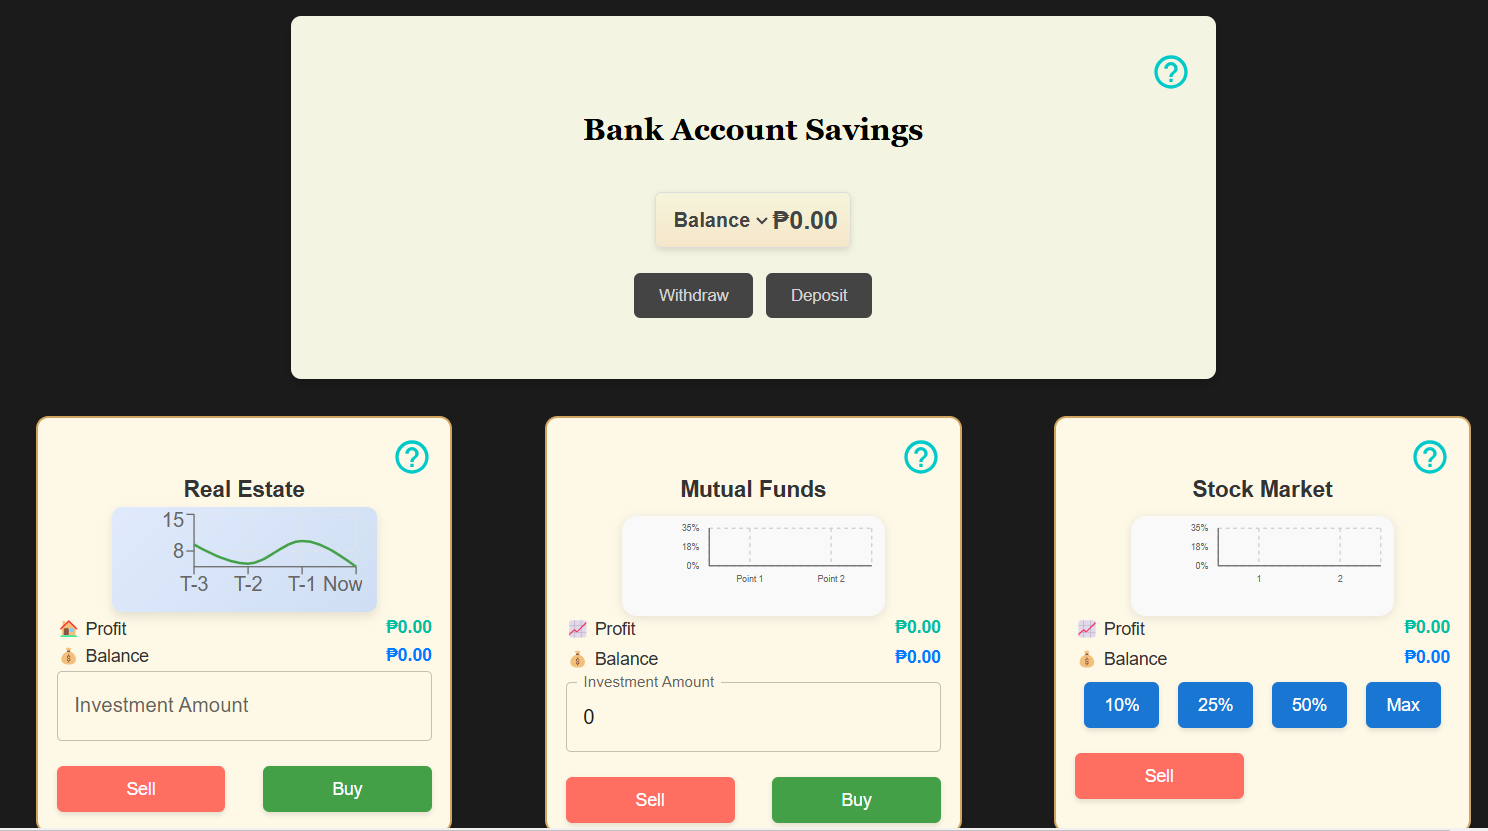 Bank Account Savings
Balance ₱0.00
Withdraw Deposit
Real Estate
15
8
T-3 T-2 T-1 Now
Profit ₱0.00
Balance ₱0.00
Investment Amount
Sell Buy
Mutual Funds
35%
18%
0%
Point 1 Point 2
Profit ₱0.00
Balance ₱0.00
Investment Amount
0
Sell Buy
Stock Market
35%
18%
0%
1 2
Profit ₱0.00
Balance ₱0.00
10% 25% 50% Max
Sell